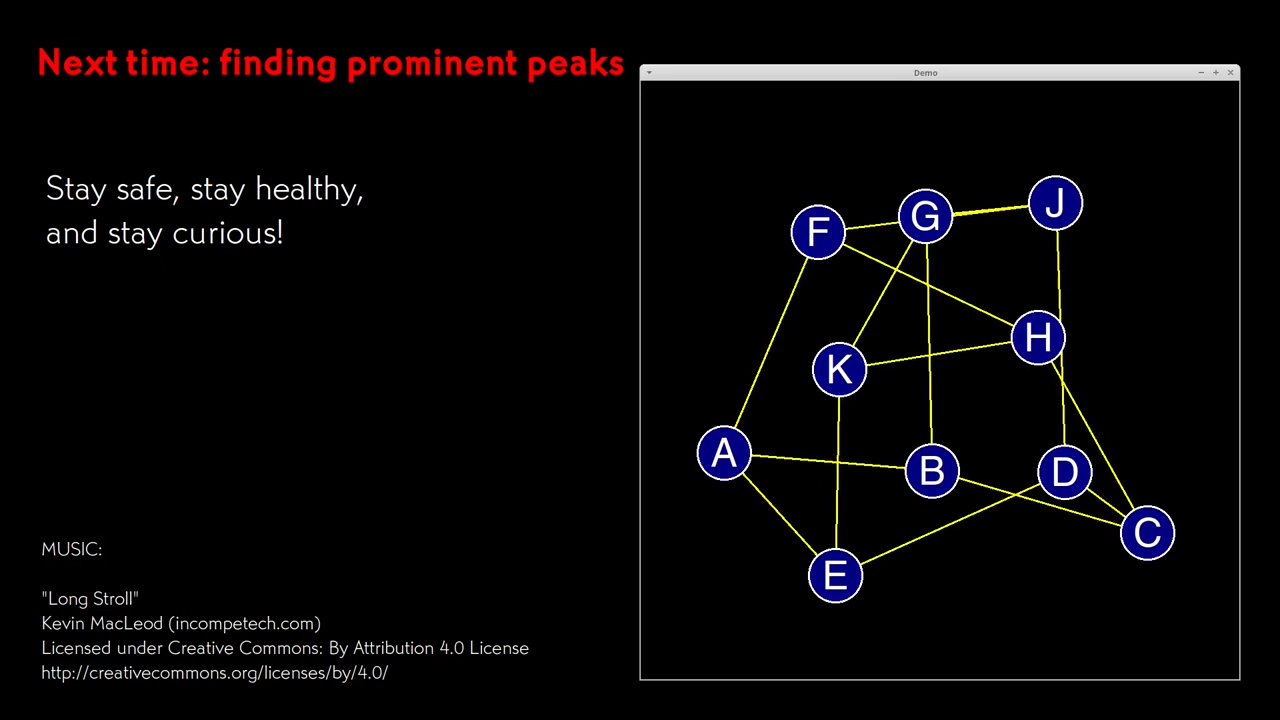 Next time: finding prominent peaks
Demo
Stay safe, stay healthy,
and stay curious!
F
G
J
H
K
A
B
D
C
E
MUSIC:
"Long Stroll"
Kevin MacLeod (incompetech.com)
Licensed under Creative Commons: By Attribution 4.0 License
http://creativecommons.org/licenses/by/4.0/